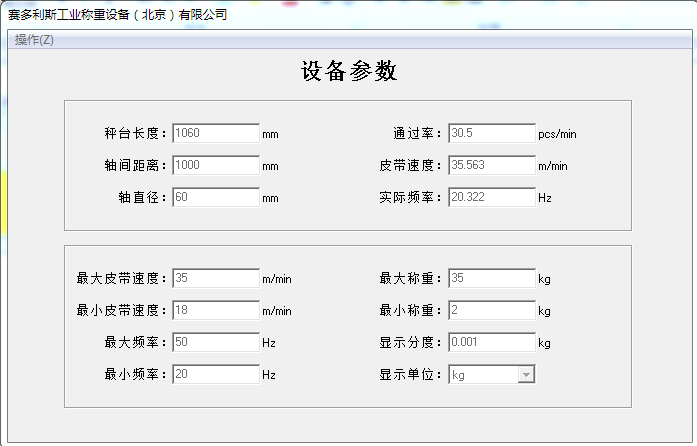 赛多利斯工业称重设备（北京）有限公司
操作(Z)
设备参数
秤台长度： 1060 mm 通过率： 30.5 pcs/min
轴间距离： 1000 mm 皮带速度： 35.563 m/min
轴直径： 60 mm 实际频率： 20.322 Hz
最大皮带速度： 35 m/min 最大称重： 35 kg
最小皮带速度： 18 m/min 最小称重： 2 kg
最大频率： 50 Hz 显示分度： 0.001 kg
最小频率： 20 Hz 显示单位： kg